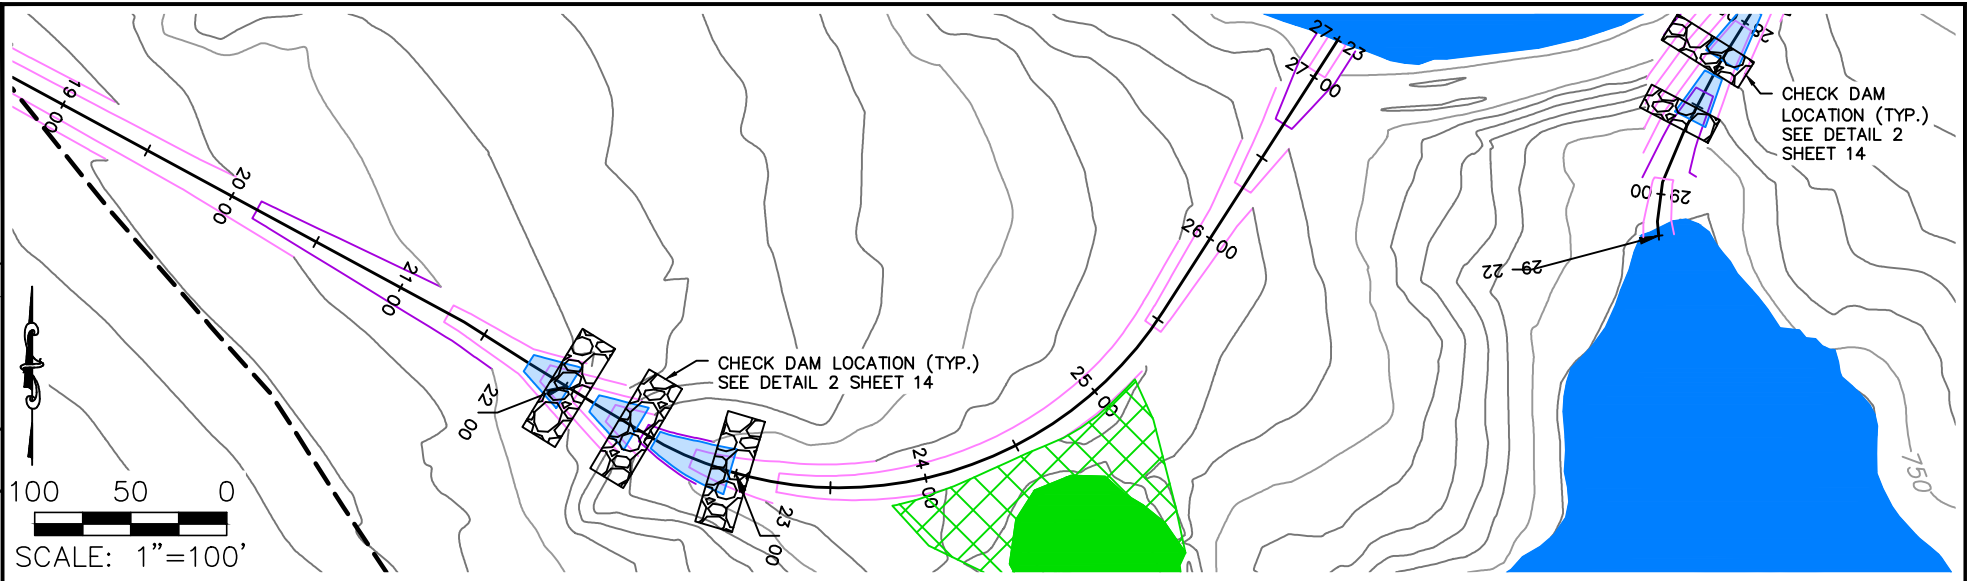 19+00
20+00
21+00
22+00
23+00
24+00
25+00
26+00
27+00
27+23
28+0
29+00
29+22
CHECK DAM LOCATION (TYP.)
SEE DETAIL 2 SHEET 14
CHECK DAM
LOCATION (TYP.)
SEE DETAIL 2
SHEET 14
750
100 50 0
SCALE: 1"=100'